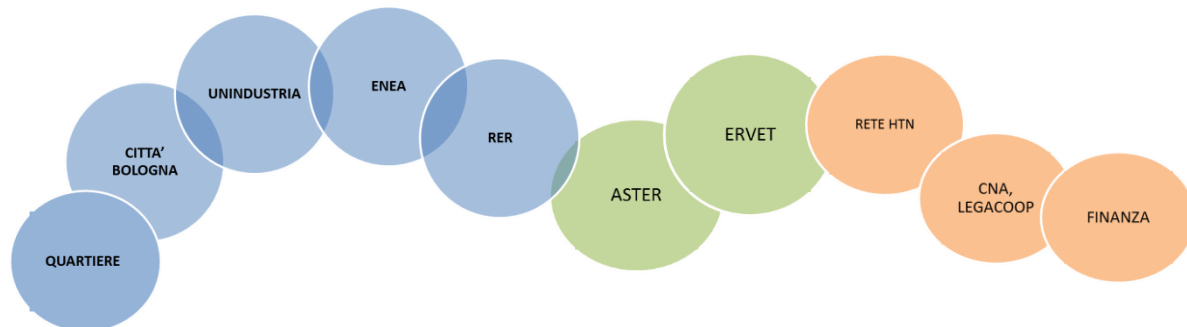 QUARTIERE
CITTA'
BOLOGNA
UNINDUSTRIA
ENEA
RER
ASTER
ERVET
RETE HTN
CNA,
LEGACOOP
FINANZA